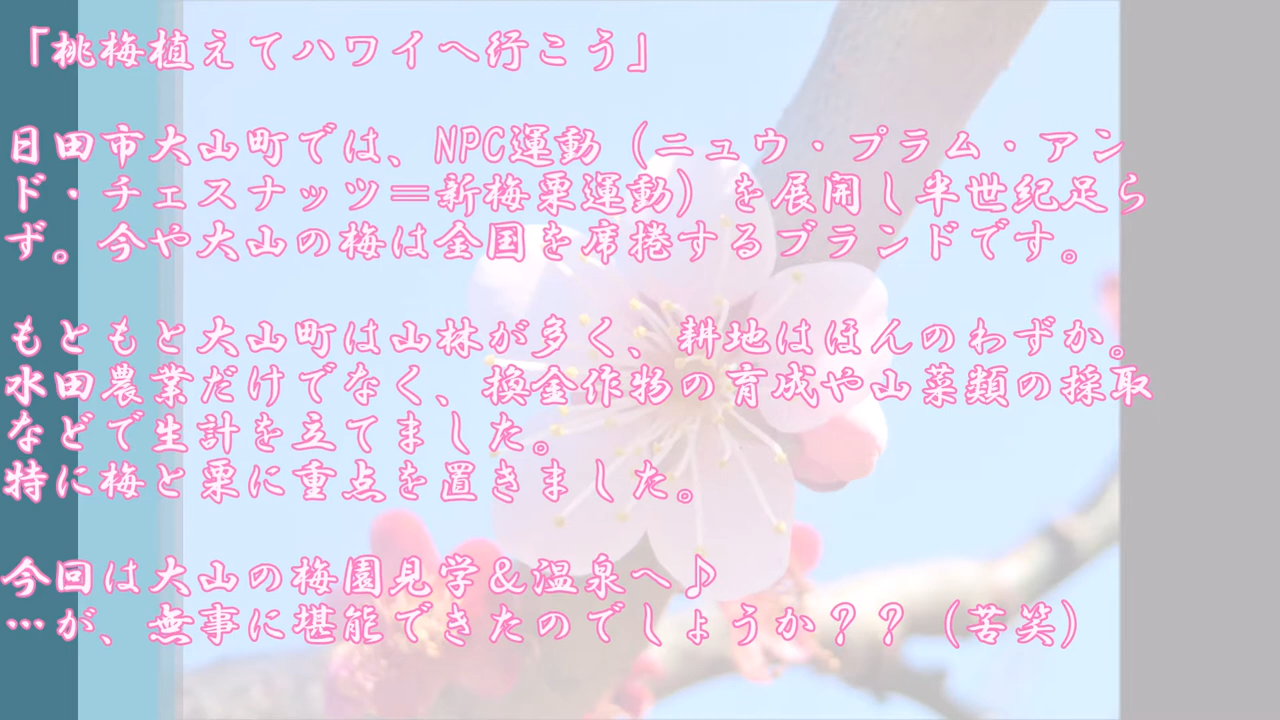 「桃梅植えてハワイへ行こう」
日田市大山町では、NPC運動（ニュウ・プラム・アン
ド・チェスナッツ＝新梅栗運動）を展開し半世紀足ら
ず。今や大山の梅は全国を席捲するブランドです。
もともと大山町は山林が多く、耕地はほんのわずか。
水田農業だけでなく、換金作物の育成や山菜類の採取
などで生計を立てました。
特に梅と栗に重点を置きました。
今回は大山の梅園見学＆温泉へ♪
…が、無事に堪能できたのでしょうか？？（苦笑）